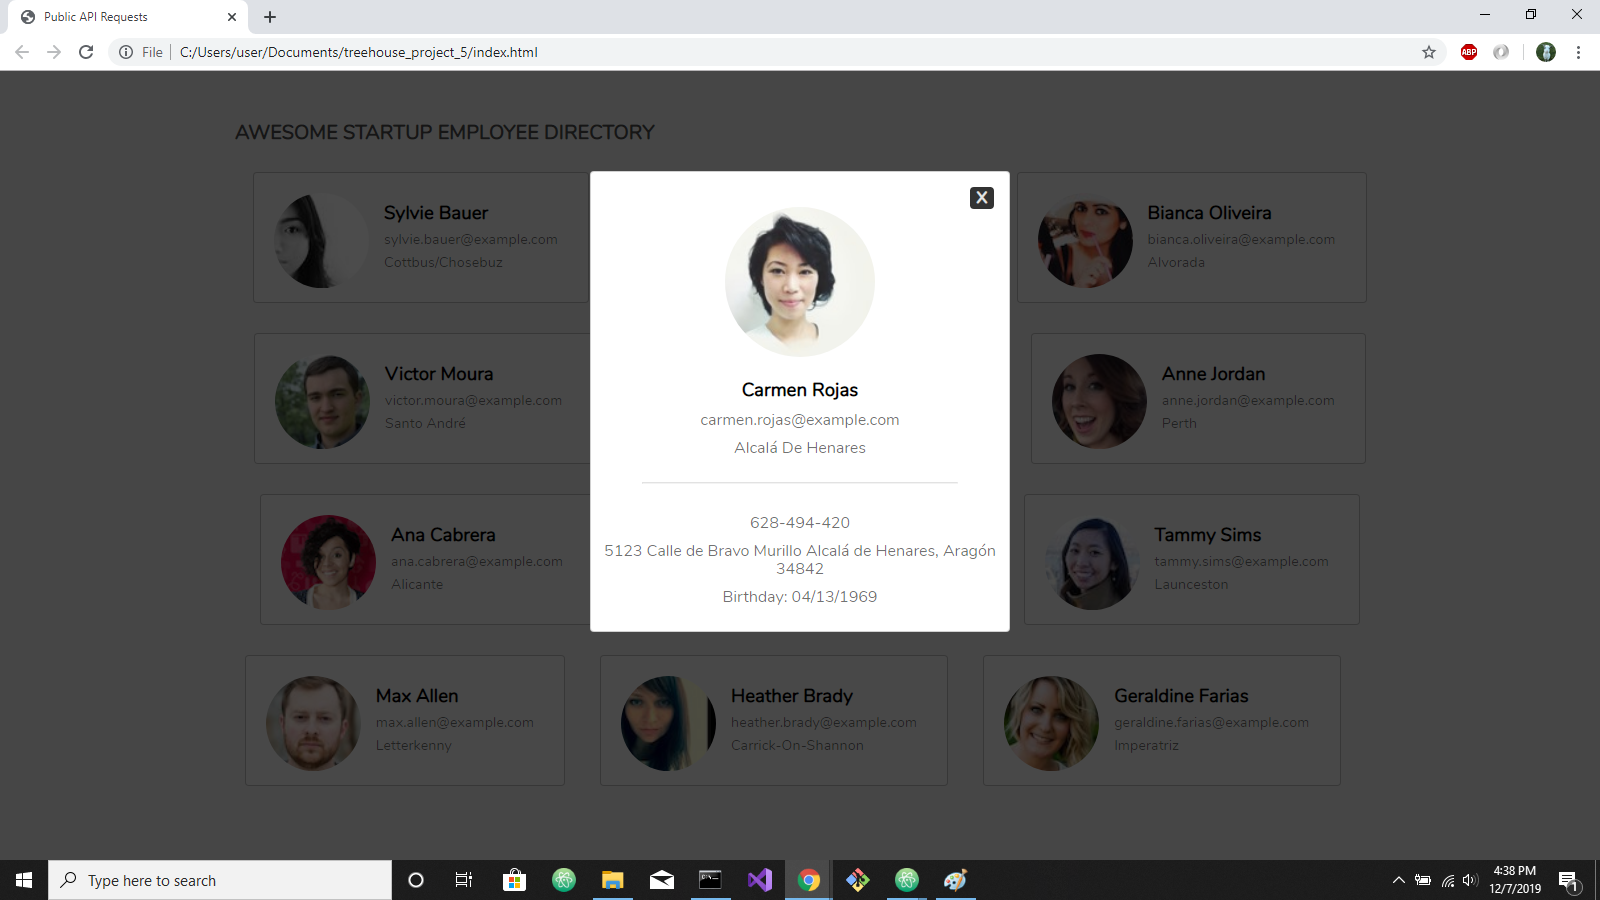 Public API Requests
File
C:/Users/user/Documents/treehouse_project_5/index.html
ABP
AWESOME STARTUP EMPLOYEE DIRECTORY
Sylvie Bauer
sylvie.bauer@example.com
Cottbus/Chosebuz
X
Carmen Rojas
carmen.rojas@example.com
Alcalá De Henares
628-494-420
5123 Calle de Bravo Murillo Alcalá de Henares, Aragón
34842
Birthday: 04/13/1969
Bianca Oliveira
bianca.oliveira@example.com
Alvorada
Victor Moura
victor.moura@example.com
Santo André
Anne Jordan
anne.jordan@example.com
Perth
Ana Cabrera
ana.cabrera@example.com
Alicante
Tammy Sims
tammy.sims@example.com
Launceston
Max Allen
max.allen@example.com
Letterkenny
Heather Brady
heather.brady@example.com
Carrick-On-Shannon
Geraldine Farias
geraldine.farias@example.com
Imperatriz
Type here to search
4:38 PM
12/7/2019
1